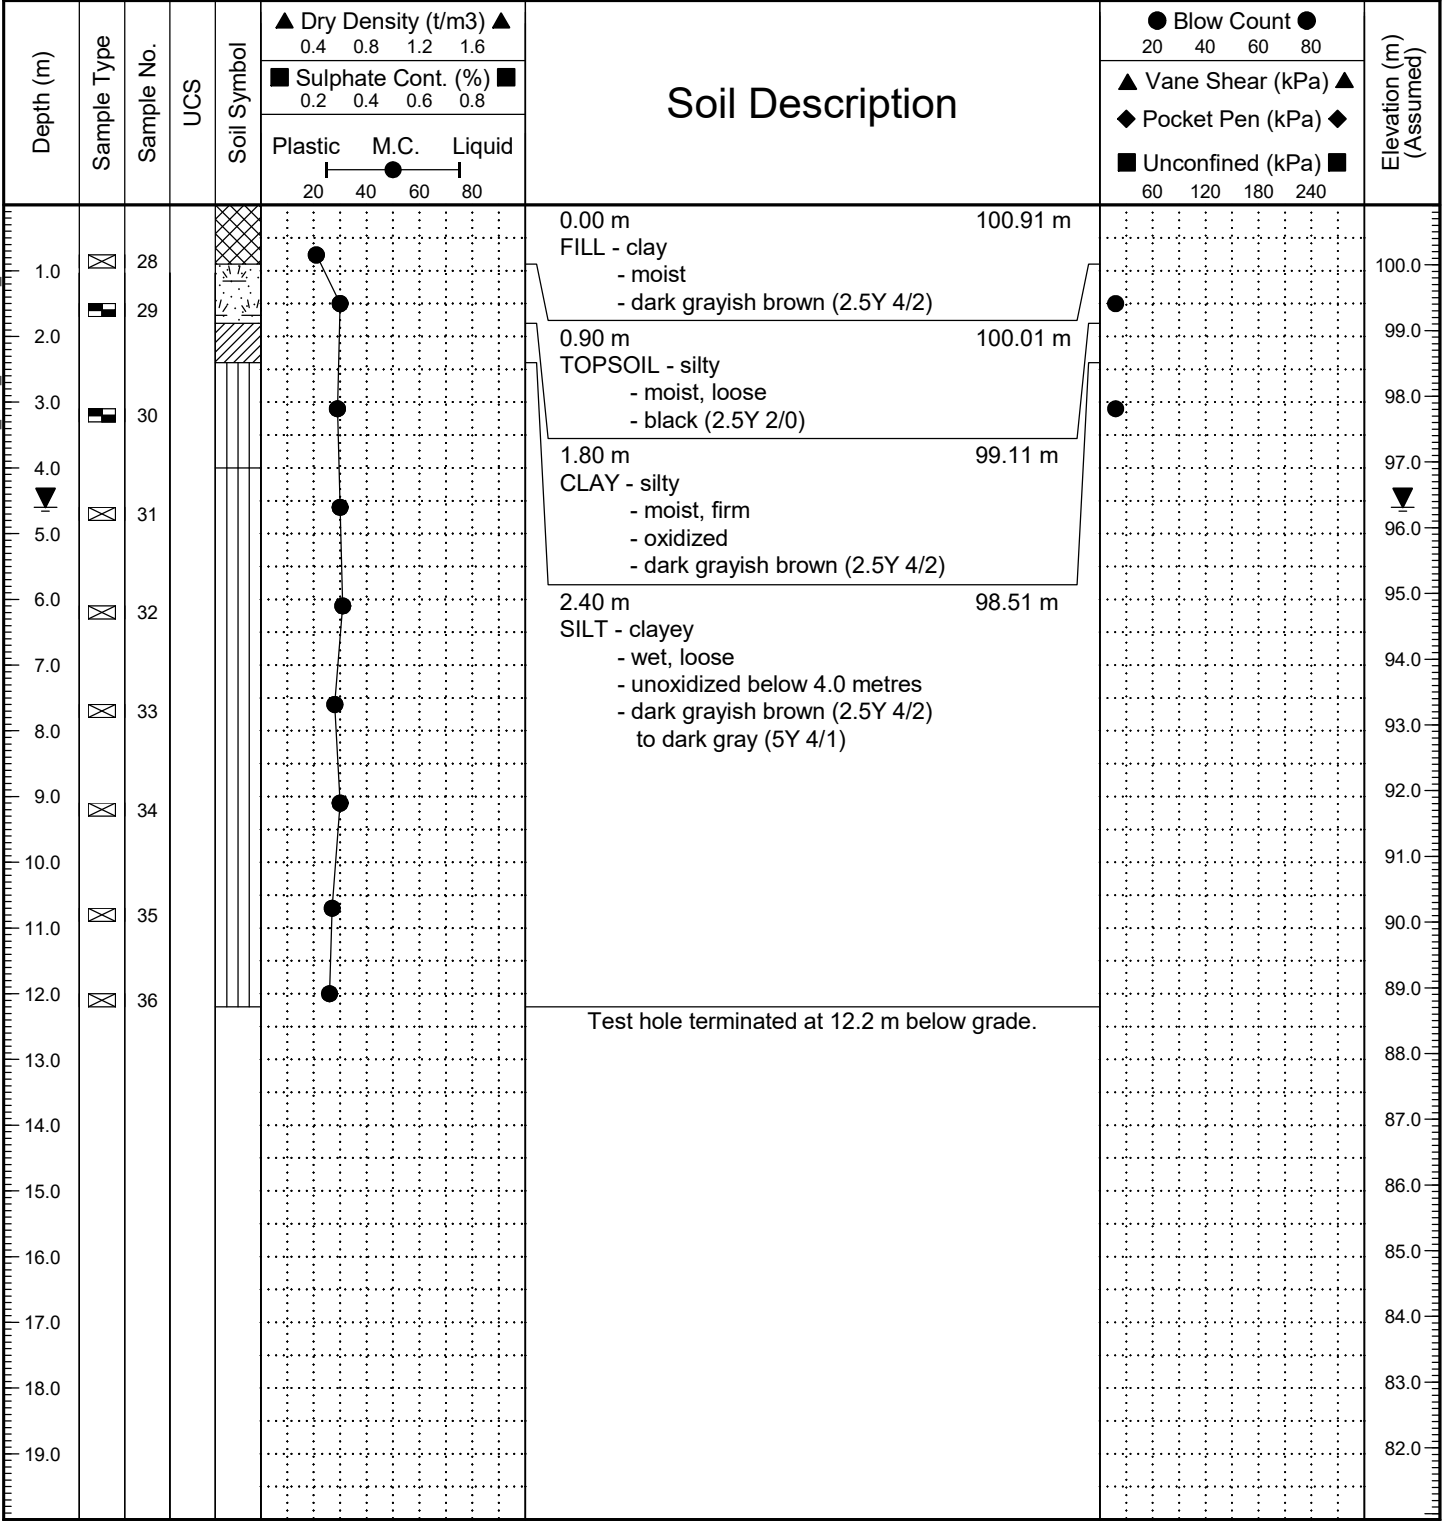 Depth (m)
Sample Type
Sample No.
UCS
Soil Symbol
▲ Dry Density (t/m3) ▲
0.4 0.8 1.2 1.6
■ Sulphate Cont. (%) ■
0.2 0.4 0.6 0.8
Plastic M.C. Liquid
20 40 60 80
Soil Description
● Blow Count ●
20 40 60 80
▲ Vane Shear (kPa) ▲
◆ Pocket Pen (kPa) ◆
■ Unconfined (kPa) ■
60 120 180 240
Elevation (m)
(Assumed)
1.0
2.0
3.0
4.0
5.0
6.0
7.0
8.0
9.0
10.0
11.0
12.0
13.0
14.0
15.0
16.0
17.0
18.0
19.0
28
29
30
31
32
33
34
35
36
0.00 m 100.91 m
FILL - clay
- moist
- dark grayish brown (2.5Y 4/2)
0.90 m 100.01 m
TOPSOIL - silty
- moist, loose
- black (2.5Y 2/0)
1.80 m 99.11 m
CLAY - silty
- moist, firm
- oxidized
- dark grayish brown (2.5Y 4/2)
2.40 m 98.51 m
SILT - clayey
- wet, loose
- unoxidized below 4.0 metres
- dark grayish brown (2.5Y 4/2)
to dark gray (5Y 4/1)
Test hole terminated at 12.2 m below grade.
100.0
99.0
98.0
97.0
96.0
95.0
94.0
93.0
92.0
91.0
90.0
89.0
88.0
87.0
86.0
85.0
84.0
83.0
82.0